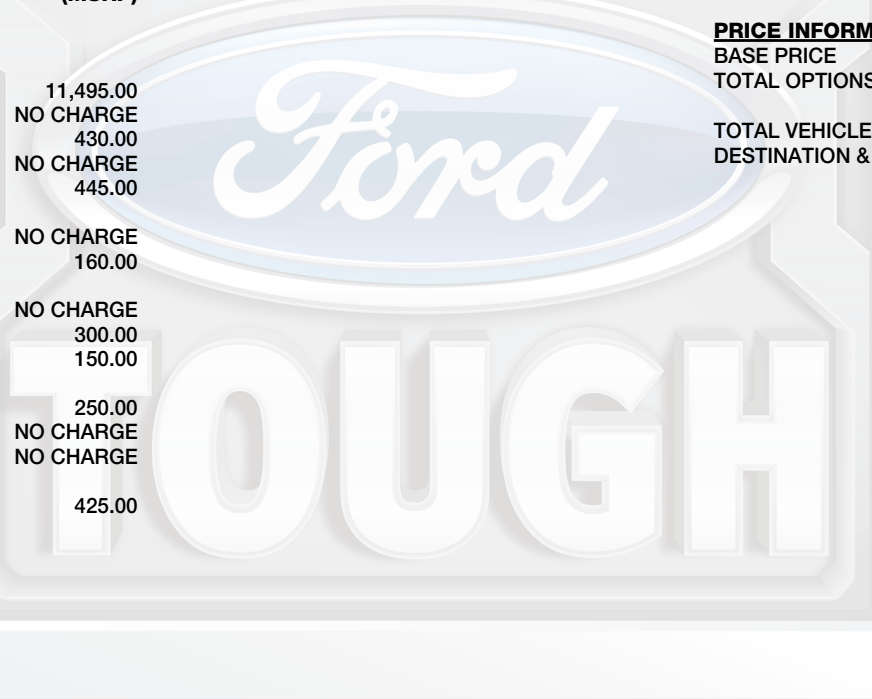 11,495.00
NO CHARGE
430.00
NO CHARGE
445.00
NO CHARGE
160.00
NO CHARGE
300.00
150.00
250.00
NO CHARGE
NO CHARGE
425.00
PRICE INFORM
BASE PRICE
TOTAL OPTIONS
TOTAL VEHICLE
DESTINATION &
Ford
TOUGH